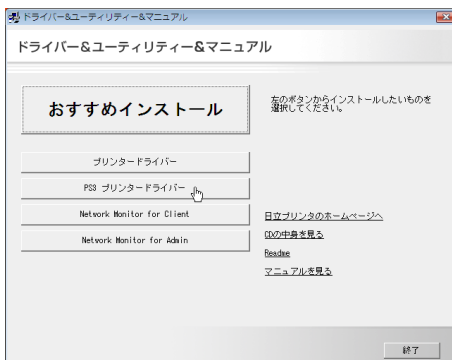 ドライバー&ユーティリティー&マニュアル
ドライバー&ユーティリティー&マニュアル
おすすめインストール
左のボタンからインストールしたいものを
選択してください。
プリンタードライバー
PS3 プリンタードライバー
Network Monitor for Client
Network Monitor for Admin
日立プリンタのホームページへ
CDの中身を見る
Readme
マニュアルを見る
終了